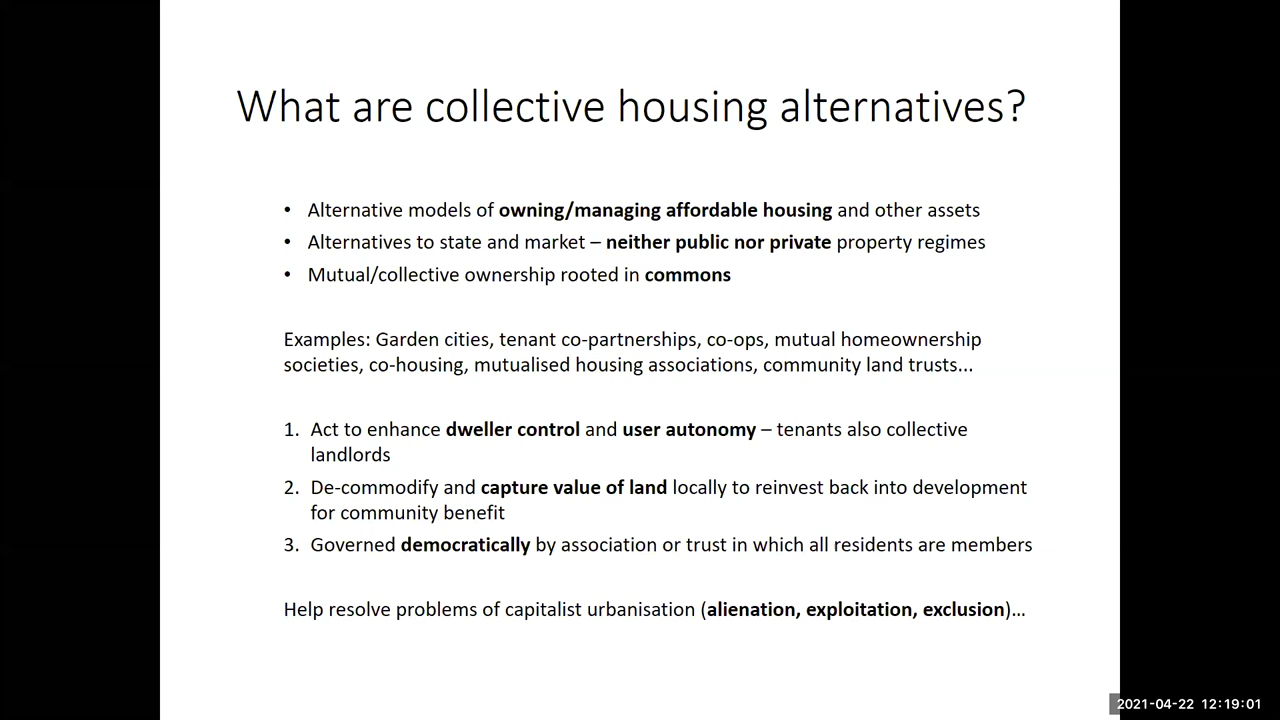 What are collective housing alternatives?
• Alternative models of owning/managing affordable housing and other assets
• Alternatives to state and market – neither public nor private property regimes
• Mutual/collective ownership rooted in commons
Examples: Garden cities, tenant co-partnerships, co-ops, mutual homeownership
societies, co-housing, mutualised housing associations, community land trusts...
1. Act to enhance dweller control and user autonomy – tenants also collective
landlords
2. De-commodify and capture value of land locally to reinvest back into development
for community benefit
3. Governed democratically by association or trust in which all residents are members
Help resolve problems of capitalist urbanisation (alienation, exploitation, exclusion)…
2021-04-22 12:19:01